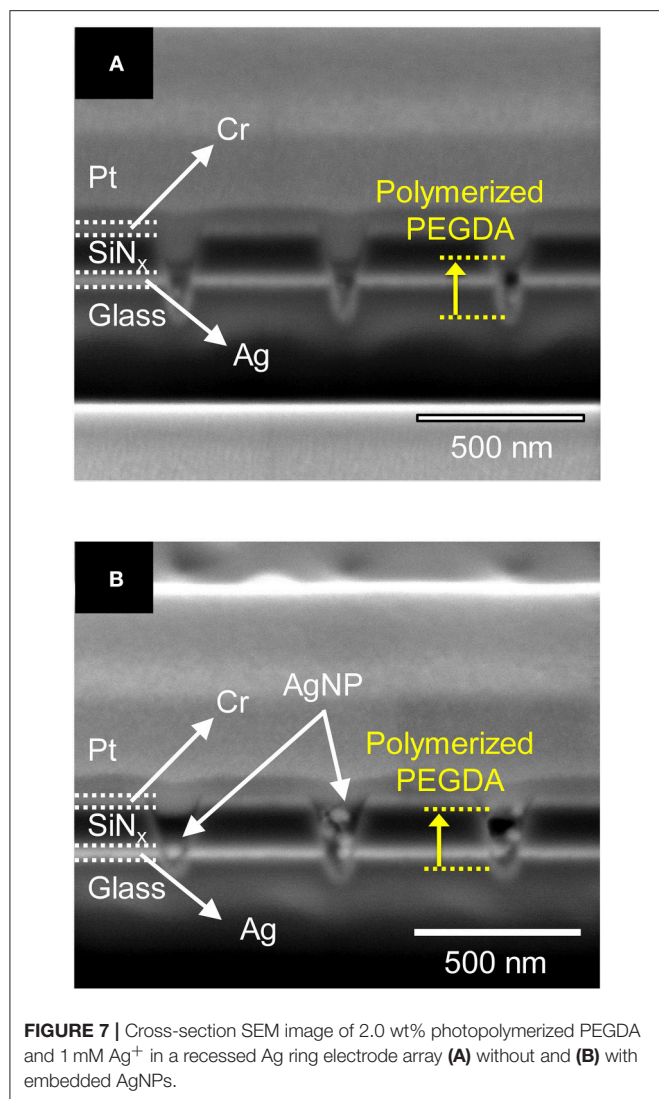 A
Cr
Pt
Polymerized
PEGDA
SiNx
Glass
Ag
500 nm
B
AgNP
Cr
Pt
Polymerized
PEGDA
SiNx
Glass
Ag
500 nm
FIGURE 7 | Cross-section SEM image of 2.0 wt% photopolymerized PEGDA
and 1 mM Ag+ in a recessed Ag ring electrode array (A) without and (B) with
embedded AgNPs.